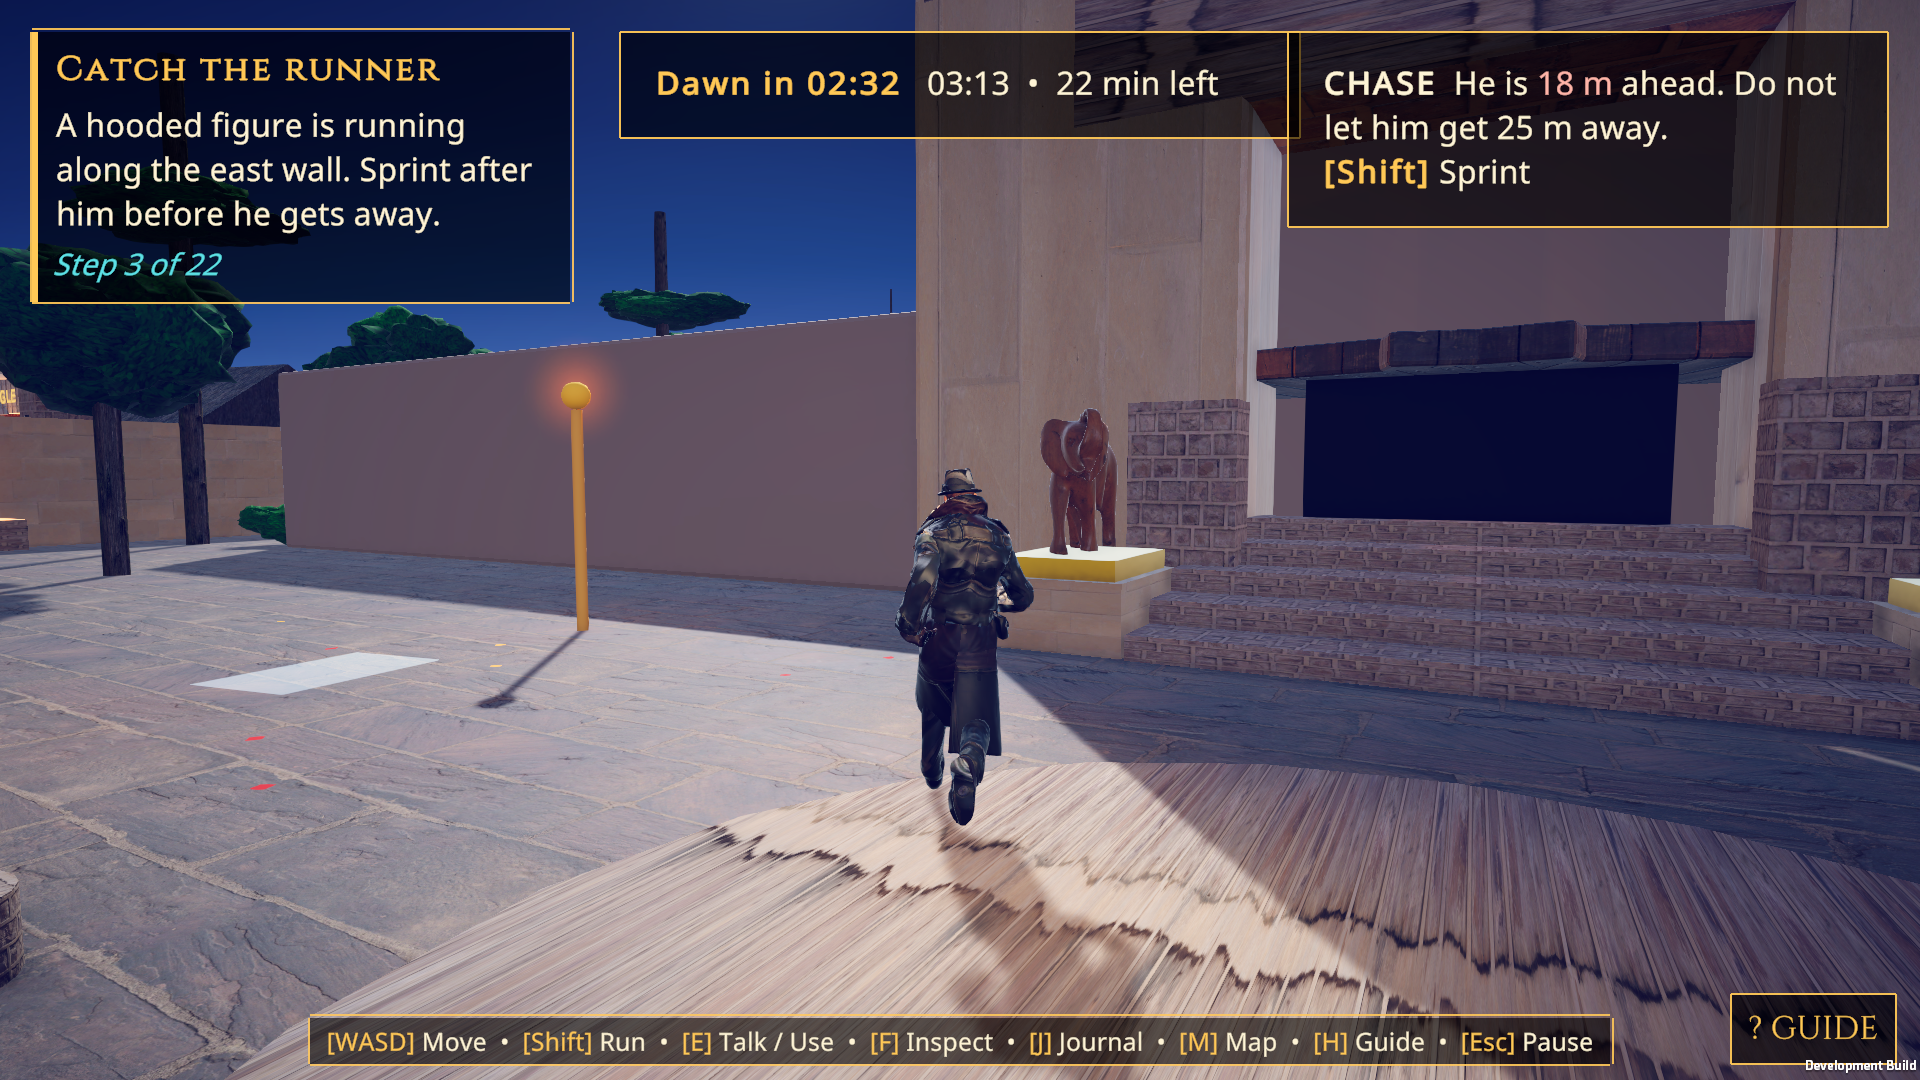 CATCH THE RUNNER
A hooded figure is running
along the east wall. Sprint after
him before he gets away.
Step 3 of 22
Dawn in 02:32 03:13 • 22 min left
CHASE He is 18 m ahead. Do not
let him get 25 m away.
[Shift] Sprint
GLE
[WASD] Move • [Shift] Run • [E] Talk / Use • [F] Inspect • [J] Journal • [M] Map • [H] Guide • [Esc] Pause
? GUIDE
Development Build